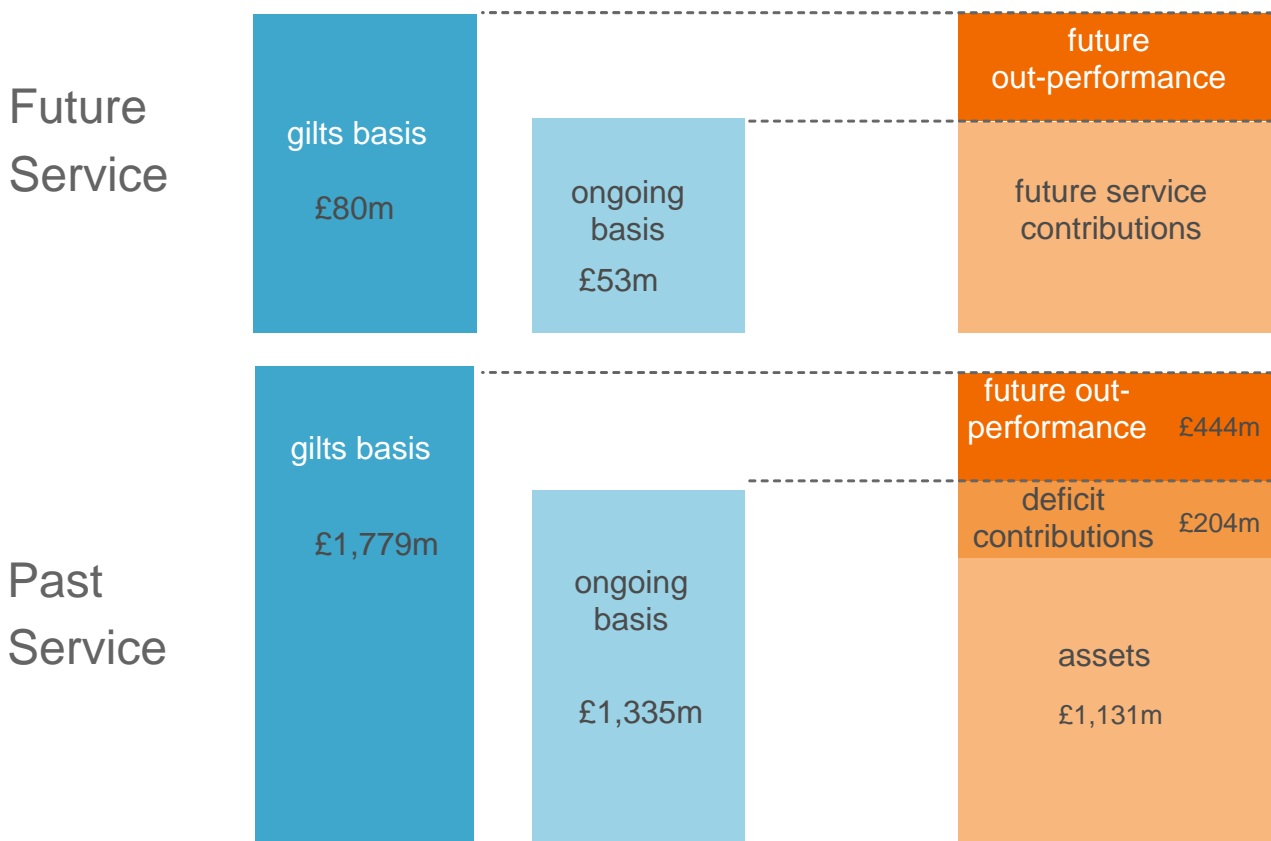 Future
Service
gilts basis
£80m
ongoing
basis
£53m
future
out-performance
future service
contributions
Past
Service
gilts basis
£1,779m
ongoing
basis
£1,335m
future out-
performance £444m
deficit
contributions £204m
assets
£1,131m